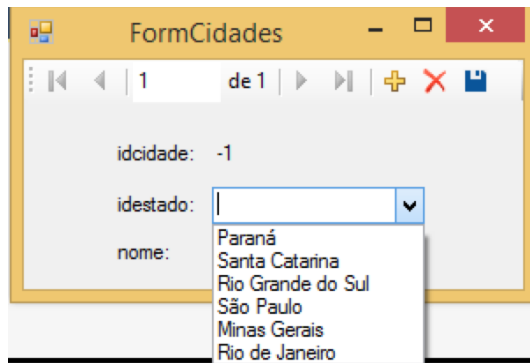 FormCidades
1 de 1
idcidade: -1
idestado:
nome:
Paraná
Santa Catarina
Rio Grande do Sul
São Paulo
Minas Gerais
Rio de Janeiro